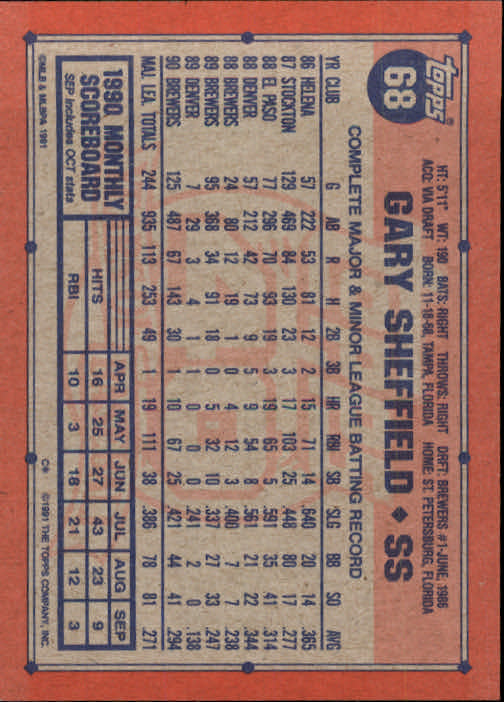 Topps®
68
HT: 5'11" WT: 190 BATS: RIGHT THROWS: RIGHT DRFT: BREWERS #1-JUNE, 1986
ACQ: VIA DRAFT BORN: 11-18-68, TAMPA, FLORIDA HOME: ST. PETERSBURG, FLORIDA
GARY SHEFFIELD ◆ SS
COMPLETE MAJOR & MINOR LEAGUE BATTING RECORD
YR CLUB G AB R H 2B 3B HR RBI SB SLG BB SO AVG
86 HELENA 57 222 53 81 12 2 15 71 14 .640 20 14 .365
87 STOCKTON 129 469 84 130 23 3 17 103 25 .448 80 17 .277
88 EL PASO 77 296 70 93 19 3 19 65 5 .591 35 41 .314
88 DENVER 57 212 42 73 9 5 9 54 8 .561 21 22 .344
88 BREWERS 24 80 12 19 1 0 4 12 3 .400 7 7 .238
89 BREWERS 95 368 34 91 18 0 5 32 10 .337 27 33 .247
89 DENVER 7 29 3 4 1 1 0 0 0 .241 2 0 .138
90 BREWERS 125 487 67 143 30 1 10 67 25 .421 44 41 .294
MAJ. LEA. TOTALS 244 935 113 253 49 1 19 111 38 .386 78 81 .271
1990 MONTHLY
SCOREBOARD
SEP includes OCT stats
APR MAY JUN JUL AUG SEP
HITS 16 25 27 43 23 9
RBI 10 3 18 21 12 3
©MLB & MLBPA 1991
C* ©1991 THE TOPPS COMPANY, INC.